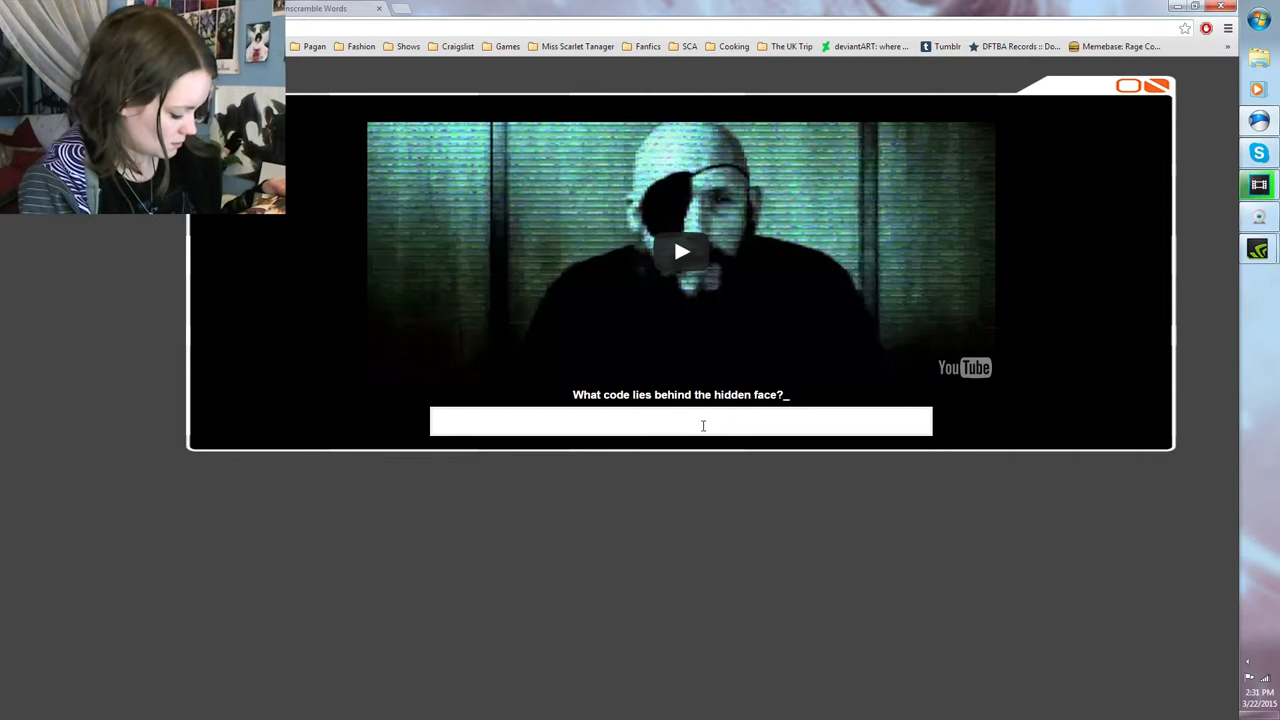 nscramble Words
Pagan Fashion Shows Craigslist Games Miss Scarlet Tanager Fanfics SCA Cooking The UK Trip deviantART: where ... Tumblr DFTBA Records :: Do... Memebase: Rage Co... »
YouTube
What code lies behind the hidden face?_
2:31 PM
3/22/2015